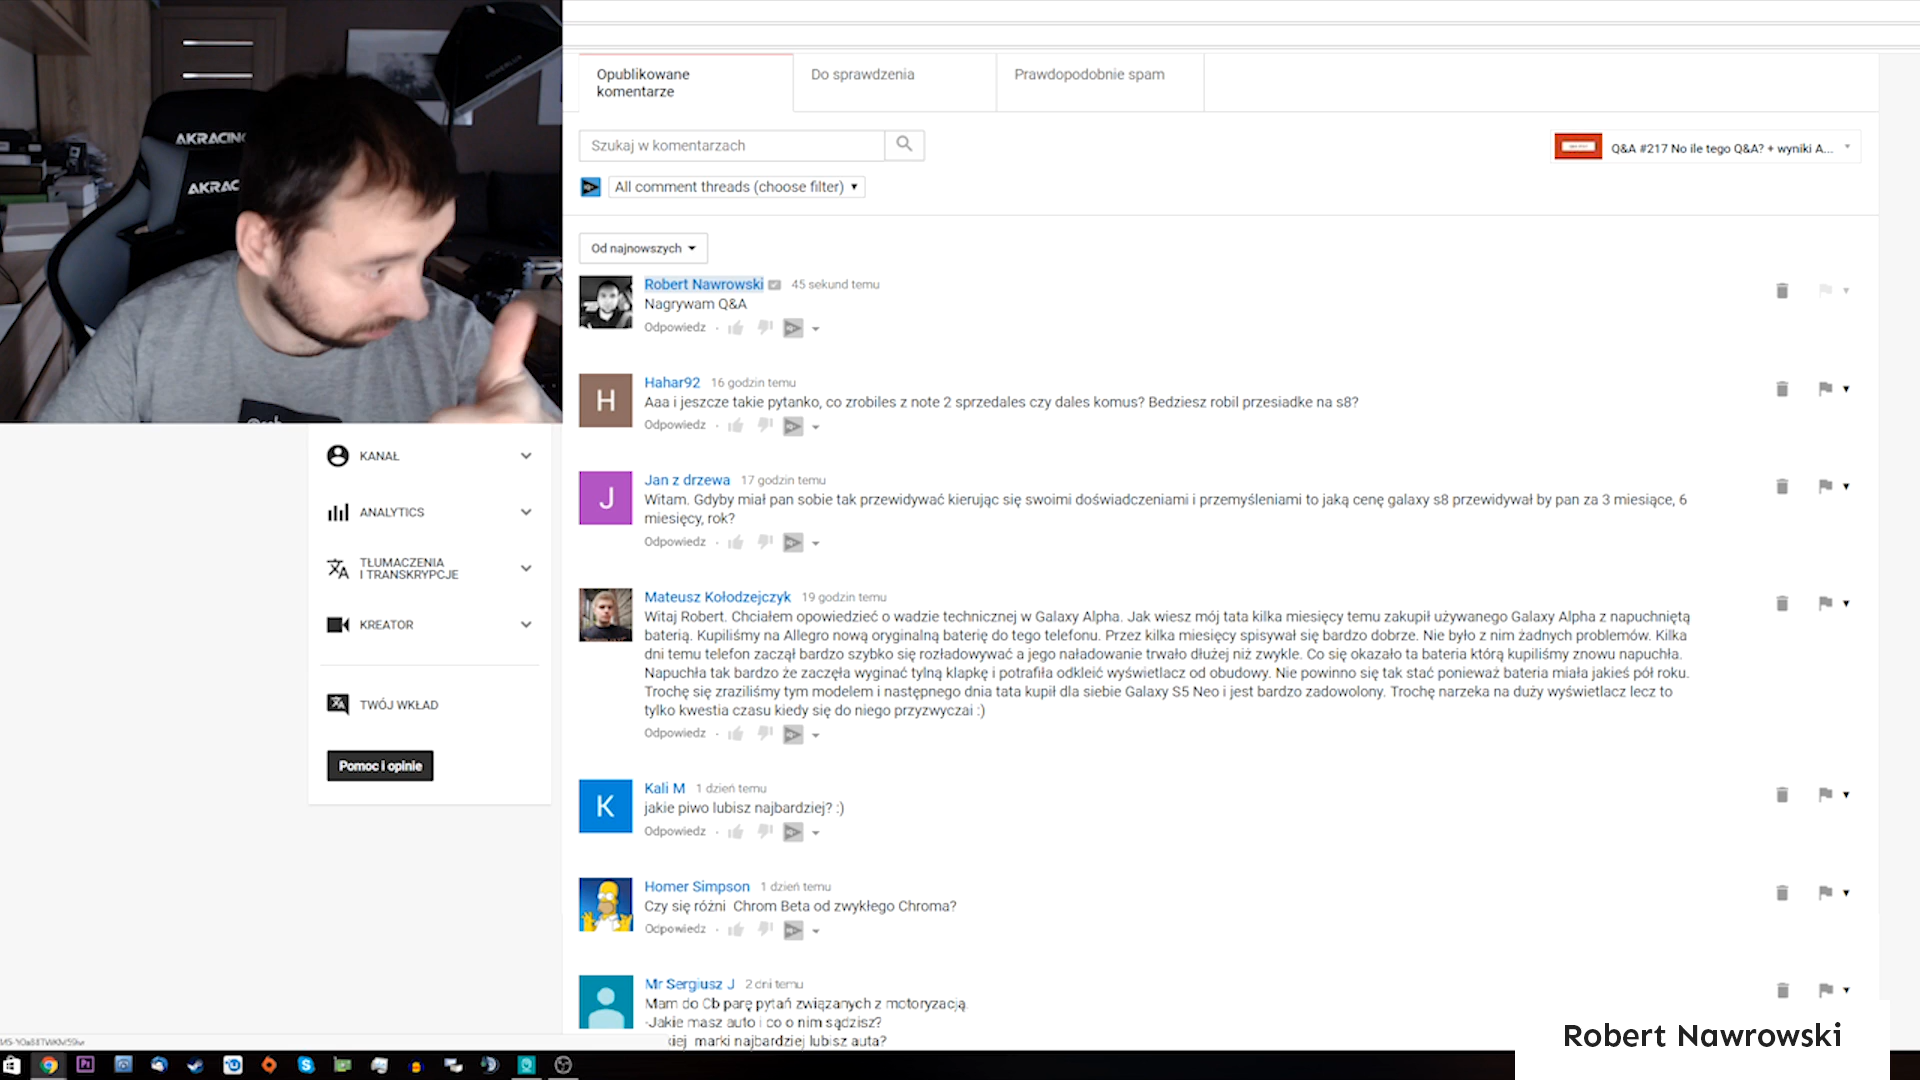 AKRACING
AKRAC
Opublikowane
komentarze
Do sprawdzenia
Prawdopodobnie spam
Szukaj w komentarzach
Q&A #217 No ile tego Q&A? + wyniki A...
All comment threads (choose filter)
Od najnowszych
Robert Nawrowski 45 sekund temu
Nagrywam Q&A
Odpowiedz
H
Hahar92 16 godzin temu
Aaa i jeszcze takie pytanko, co zrobiles z note 2 sprzedales czy dales komus? Bedziesz robil przesiadke na s8?
Odpowiedz
J
Jan z drzewa 17 godzin temu
Witam. Gdyby miał pan sobie tak przewidywać kierując się swoimi doświadczeniami i przemyśleniami to jaką cenę galaxy s8 przewidywał by pan za 3 miesiące, 6
miesięcy, rok?
Odpowiedz
Mateusz Kołodzejczyk 19 godzin temu
Witaj Robert. Chciałem opowiedzieć o wadzie technicznej w Galaxy Alpha. Jak wiesz mój tata kilka miesięcy temu zakupił używanego Galaxy Alpha z napuchniętą
baterią. Kupiliśmy na Allegro nową oryginalną baterię do tego telefonu. Przez kilka miesięcy spisywał się bardzo dobrze. Nie było z nim żadnych problemów. Kilka
dni temu telefon zaczął bardzo szybko się rozładowywać a jego naładowanie trwało dłużej niż zwykle. Co się okazało ta bateria którą kupiliśmy znowu napuchła.
Napuchła tak bardzo że zaczęła wyginać tylną klapkę i potrafiła odkleić wyświetlacz od obudowy. Nie powinno się tak stać ponieważ bateria miała jakieś pół roku.
Trochę się zraziliśmy tym modelem i następnego dnia tata kupił dla siebie Galaxy S5 Neo i jest bardzo zadowolony. Trochę narzeka na duży wyświetlacz lecz to
tylko kwestia czasu kiedy się do niego przyzwyczai :)
Odpowiedz
K
Kali M 1 dzień temu
jakie piwo lubisz najbardziej? :)
Odpowiedz
Homer Simpson 1 dzień temu
Czy się różni Chrom Beta od zwykłego Chroma?
Odpowiedz
Mr Sergiusz J 2 dni temu
Mam do Cb parę pytań związanych z motoryzacją.
-Jakie masz auto i co o nim sądzisz?
kiej marki najbardziej lubisz auta?
KANAŁ
ANALYTICS
TŁUMACZENIA
I TRANSKRYPCJE
KREATOR
TWÓJ WKŁAD
Pomoc i opinie
Robert Nawrowski